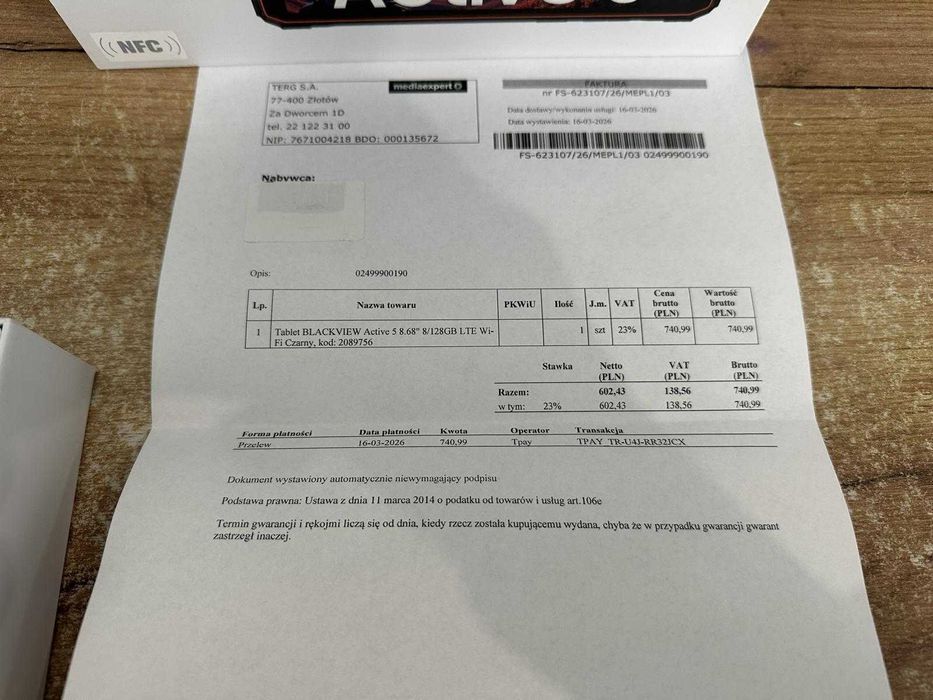 Active 5
((NFC))
TERG S.A.
mediaexpert
77-400 Złotów
Za Dworcem 1D
tel. 22 122 31 00
NIP: 7671004218 BDO: 000135672
FAKTURA
nr FS-623107/26/MEPL1/03
Data dostawy/wykonania usługi: 16-03-2026
Data wystawienia: 16-03-2026
FS-623107/26/MEPL1/03 02499900190
Nabywca:
Opis: 02499900190
Lp. Nazwa towaru PKWiU Ilość J.m. VAT Cena brutto (PLN) Wartość brutto (PLN)
1 Tablet BLACKVIEW Active 5 8.68" 8/128GB LTE Wi-
Fi Czarny, kod: 2089756 1 szt 23% 740,99 740,99
Stawka Netto (PLN) VAT (PLN) Brutto (PLN)
Razem: 602,43 138,56 740,99
w tym: 23% 602,43 138,56 740,99
Forma płatności Data płatności Kwota Operator Transakcja
Przelew 16-03-2026 740,99 Tpay TPAY_TR-U4J-RR32JCX
Dokument wystawiony automatycznie niewymagający podpisu
Podstawa prawna: Ustawa z dnia 11 marca 2014 o podatku od towarów i usług art.106e
Termin gwarancji i rękojmi liczą się od dnia, kiedy rzecz została kupującemu wydana, chyba że w przypadku gwarancji gwarant
zastrzegł inaczej.